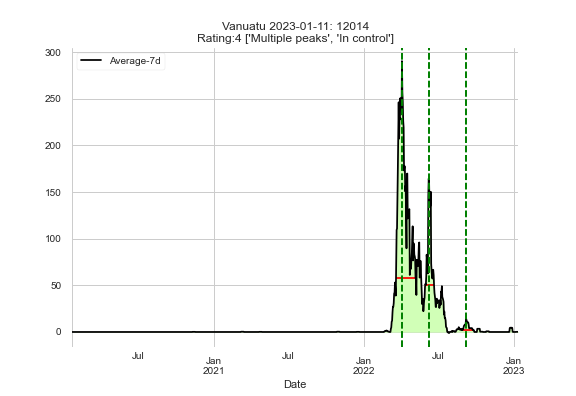 Vanuatu 2023-01-11: 12014
Rating:4 ['Multiple peaks', 'In control']
Average-7d
300
250
200
150
100
50
0
Jul
Jan
2021
Jul
Jan
2022
Jul
Jan
2023
Date